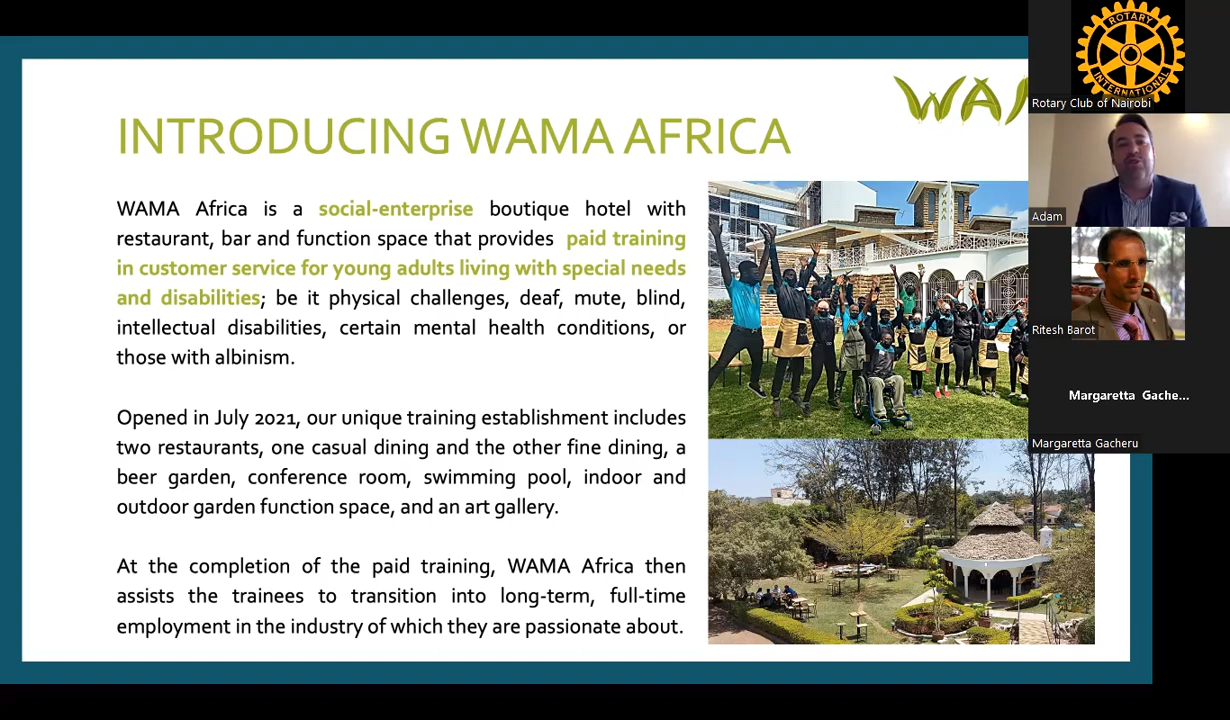 WAMA
INTRODUCING WAMA AFRICA
WAMA Africa is a social-enterprise boutique hotel with
restaurant, bar and function space that provides paid training
in customer service for young adults living with special needs
and disabilities; be it physical challenges, deaf, mute, blind,
intellectual disabilities, certain mental health conditions, or
those with albinism.
Opened in July 2021, our unique training establishment includes
two restaurants, one casual dining and the other fine dining, a
beer garden, conference room, swimming pool, indoor and
outdoor garden function space, and an art gallery.
At the completion of the paid training, WAMA Africa then
assists the trainees to transition into long-term, full-time
employment in the industry of which they are passionate about.
ROTARY
INTERNATIONAL
Rotary Club of Nairobi
Adam
Ritesh Barot
Margaretta Gache...
Margaretta Gacheru